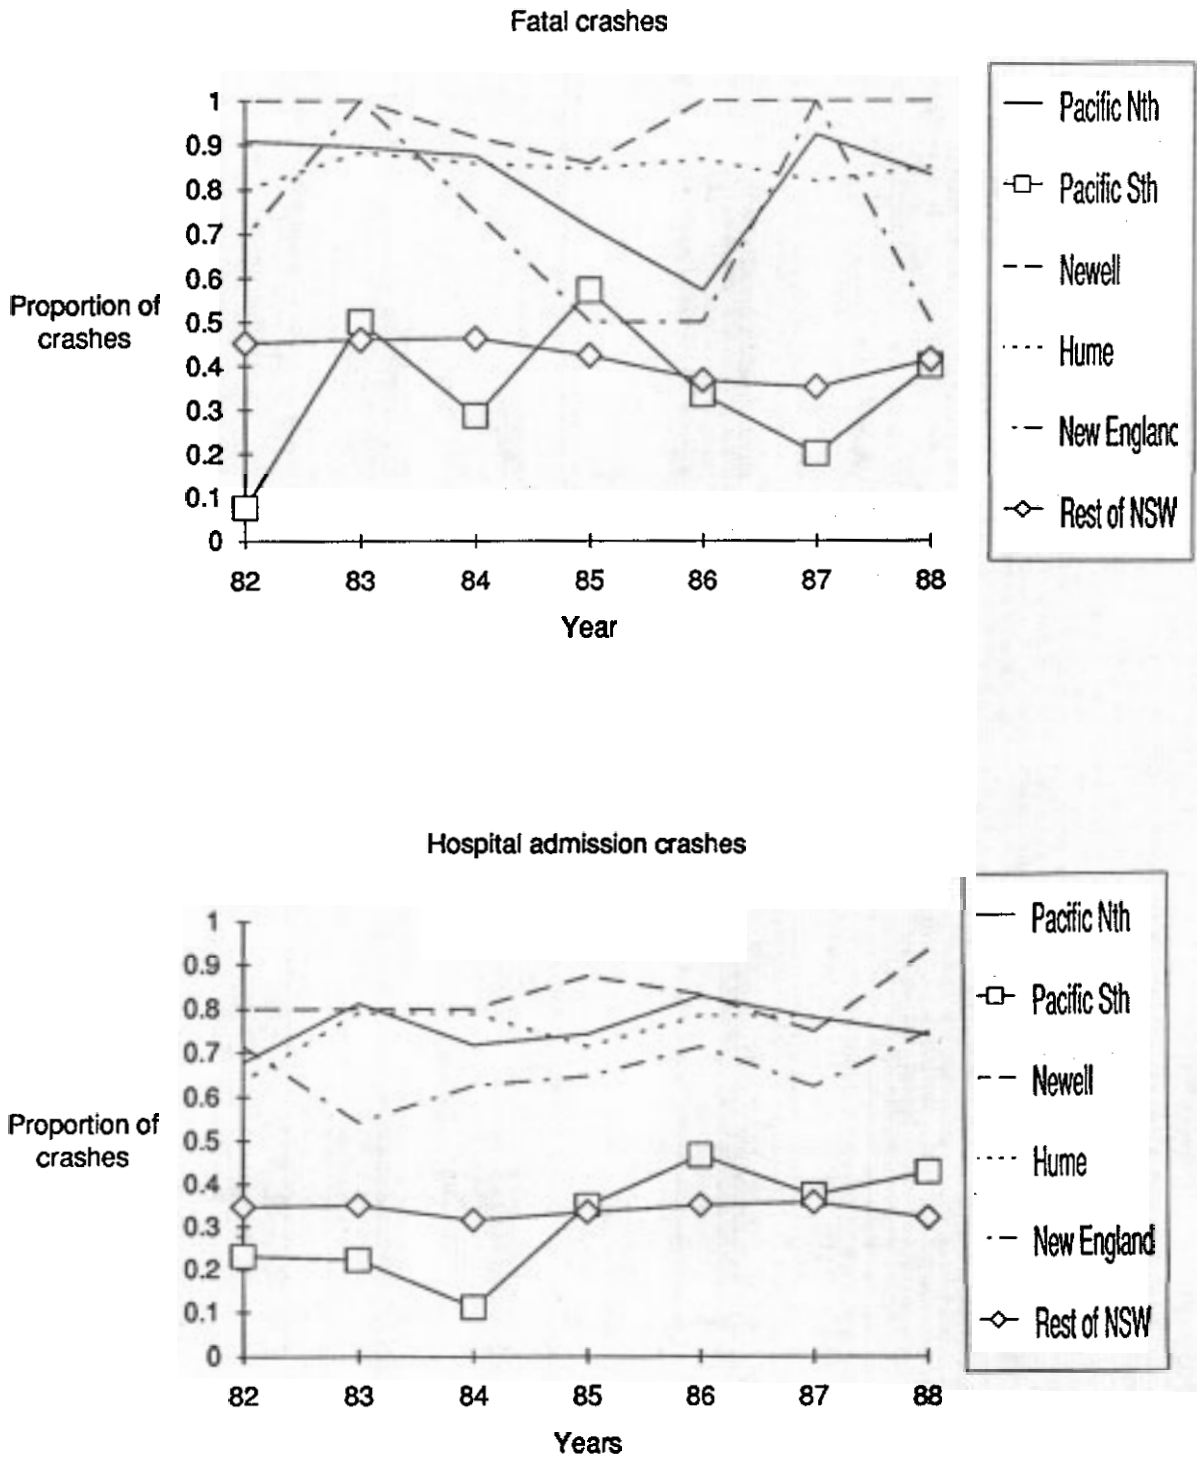 Fatal crashes
1
0.9
0.8
0.7
0.6
0.5
0.4
0.3
0.2
0.1
0
Proportion of
crashes
82 83 84 85 86 87 88
Year
Pacific Nth
Pacific Sth
Newell
Hume
New Englanc
Rest of NSW
Hospital admission crashes
1
0.9
0.8
0.7
0.6
0.5
0.4
0.3
0.2
0.1
0
Proportion of
crashes
82 83 84 85 86 87 88
Years
Pacific Nth
Pacific Sth
Newell
Hume
New England
Rest of NSW